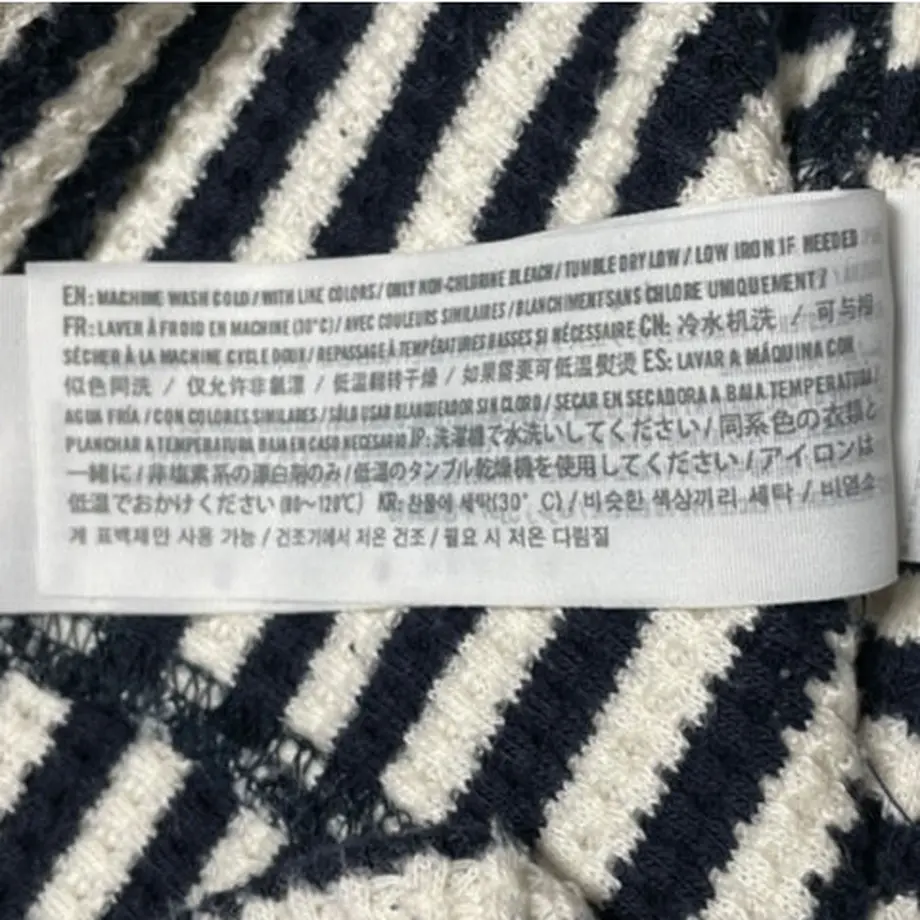 EN: MACHINE WASH COLD / WITH LIKE COLORS / ONLY NON-CHLORINE BLEACH / TUMBLE DRY LOW / LOW IRON IF NEEDED
FR: LAVER À FROID EN MACHINE (30°C) / AVEC COULEURS SIMILAIRES / BLANCHIMENT SANS CHLORE UNIQUEMENT /
SÉCHER À LA MACHINE CYCLE DOUX / REPASSAGE À TEMPÉRATURES BASSES SI NÉCESSAIRE CN: 冷水机洗 / 可与相
似色同洗 / 仅允许非氯漂 / 低温翻转干燥 / 如果需要可低温熨烫 ES: LAVAR A MÁQUINA CON
AGUA FRÍA / CON COLORES SIMILARES / SÓLO USAR BLANQUEADOR SIN CLORO / SECAR EN SECADORA A BAJA TEMPERATURA /
PLANCHAR A TEMPERATURA BAJA EN CASO NECESARIO JP: 洗濯機で水洗いしてください / 同系色の衣類と
一緒に / 非塩素系の漂白剤のみ / 低温のタンブル乾燥機を使用してください / アイロンは
低温でおかけください (80～120℃) KR: 찬물에 세탁(30° C) / 비슷한 색상끼리 세탁 / 비염소
계 표백제만 사용 가능 / 건조기에서 저온 건조 / 필요 시 저온 다림질